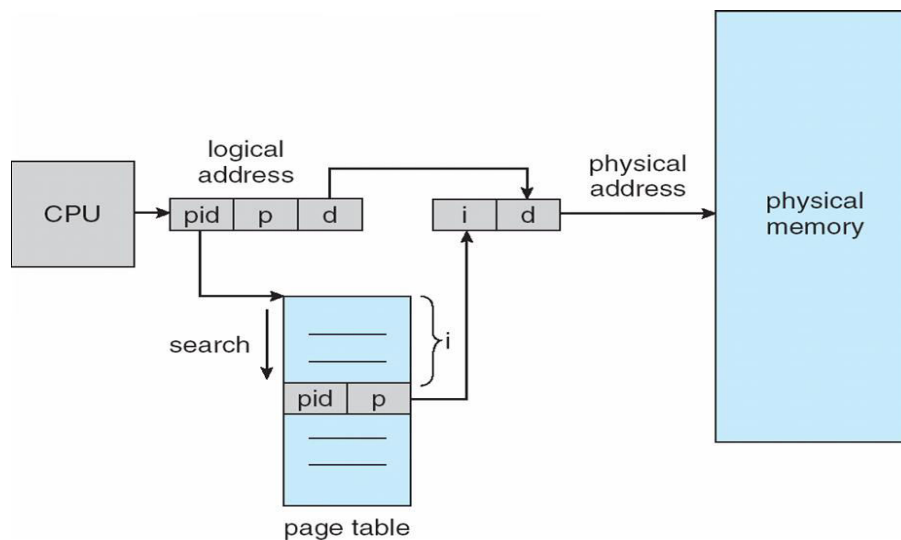 logical
address
physical
address
CPU
pid p d
i d
physical
memory
search
i
pid p
page table